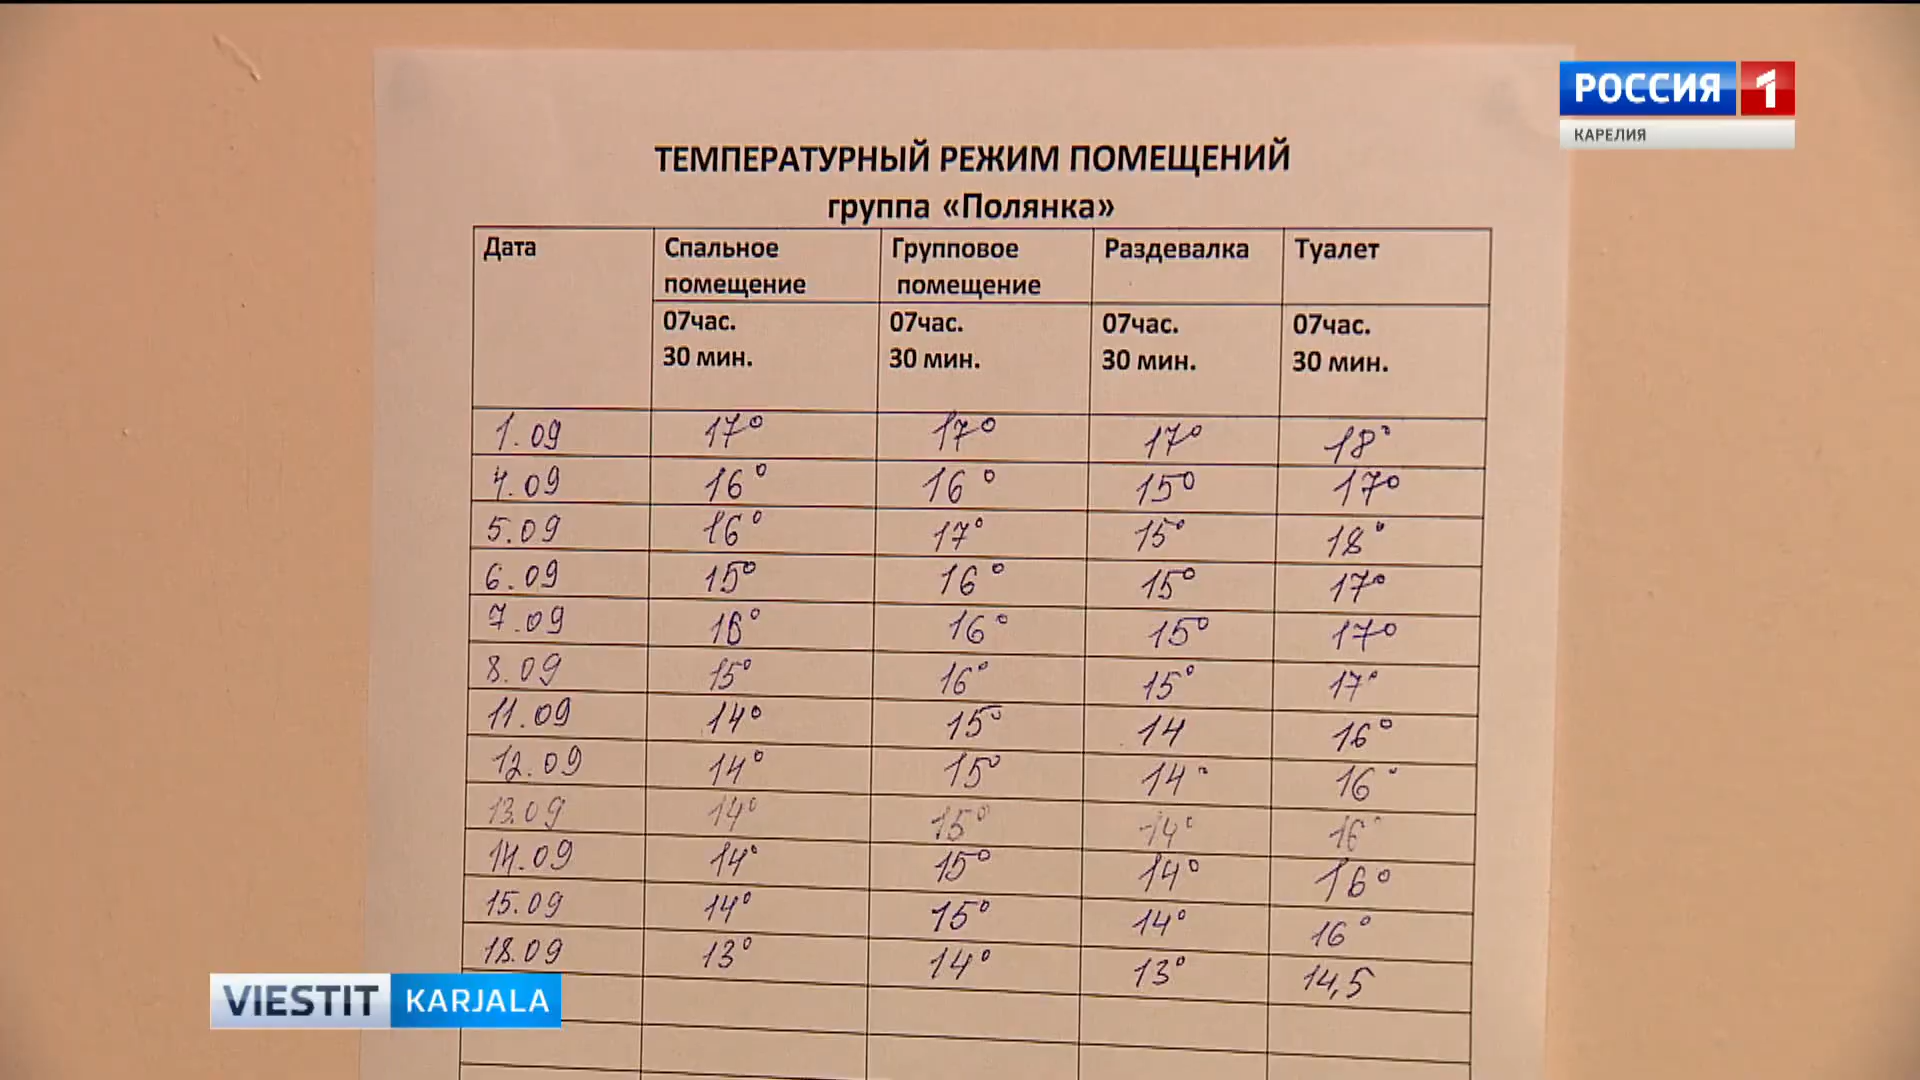 РОССИЯ 1
КАРЕЛИЯ
ТЕМПЕРАТУРНЫЙ РЕЖИМ ПОМЕЩЕНИЙ
группа «Полянка»
Дата Спальное помещение Групповое помещение Раздевалка Туалет
07час. 30 мин. 07час. 30 мин. 07час. 30 мин. 07час. 30 мин.
1.09 17° 17° 17° 18°
4.09 16° 16° 15° 17°
5.09 16° 17° 15° 18°
6.09 15° 16° 15° 17°
7.09 16° 16° 15° 17°
8.09 15° 16° 15° 17°
11.09 14° 15° 14 16°
12.09 14° 15° 14° 16°
13.09 14° 15° 14° 16°
14.09 14° 15° 14° 16°
15.09 14° 15° 14° 16°
18.09 13° 14° 13° 14,5
VIESTIT KARJALA